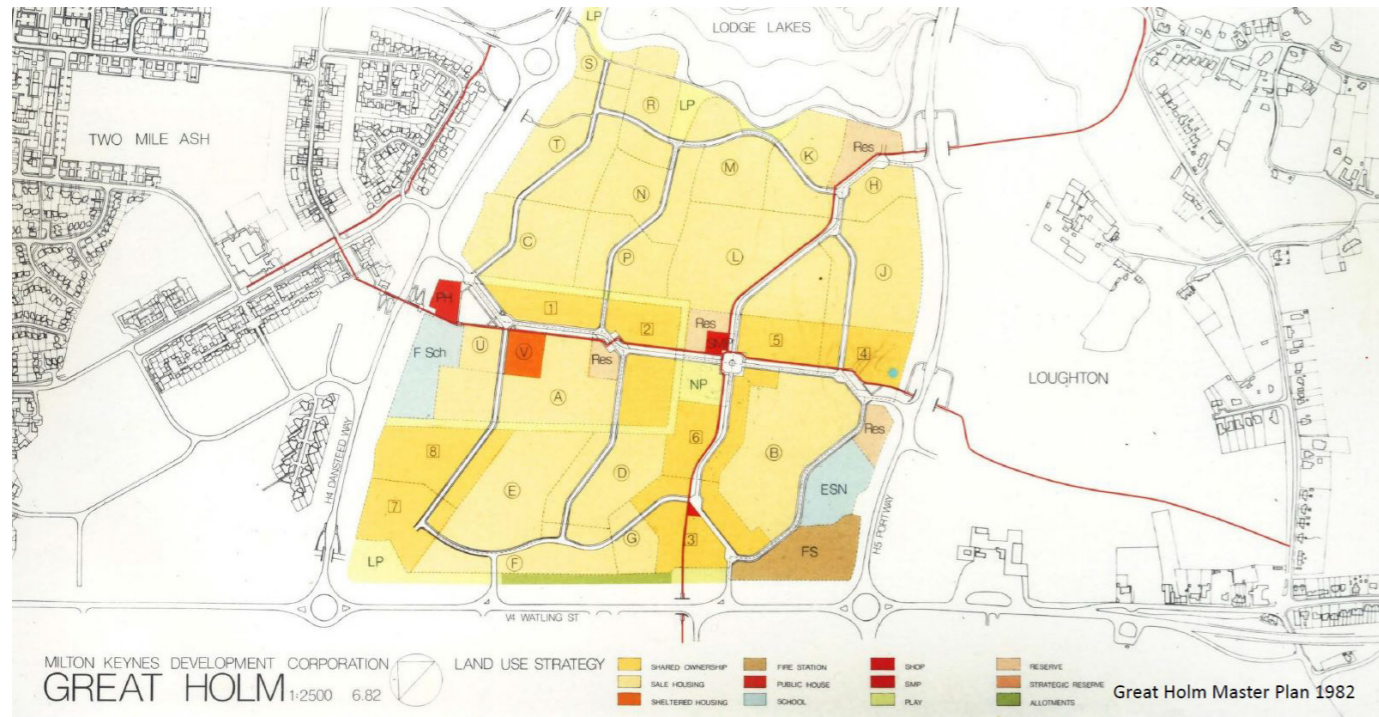 LP
LODGE LAKES
S
R
LP
TWO MILE ASH
T
M
K
Res
H
N
C
P
L
J
PH
1
2
Res
SMP
5
4
F Sch
U
V
Res
NP
LOUGHTON
A
6
8
B
Res
D
E
ESN
7
H4 DANSTEED WAY
H5 PORTWAY
G
3
FS
LP
F
V4 WATLING ST
MILTON KEYNES DEVELOPMENT CORPORATION
GREAT HOLM 1:2500 6.82
LAND USE STRATEGY
SHARED OWNERSHIP
SALE HOUSING
SHELTERED HOUSING
FIRE STATION
PUBLIC HOUSE
SCHOOL
SHOP
SMP
PLAY
RESERVE
STRATEGIC RESERVE
ALLOTMENTS
Great Holm Master Plan 1982